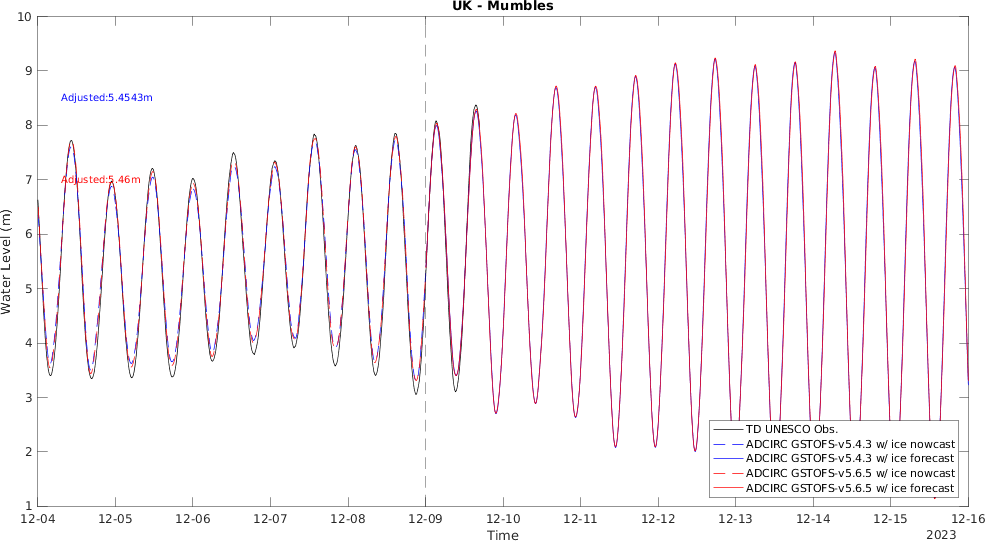 UK - Mumbles
10
9
8
7
6
5
4
3
2
1
Water Level (m)
Adjusted:5.4543m
Adjusted:5.46m
TD UNESCO Obs.
ADCIRC GSTOFS-v5.4.3 w/ ice nowcast
ADCIRC GSTOFS-v5.4.3 w/ ice forecast
ADCIRC GSTOFS-v5.6.5 w/ ice nowcast
ADCIRC GSTOFS-v5.6.5 w/ ice forecast
12-04 12-05 12-06 12-07 12-08 12-09 12-10 12-11 12-12 12-13 12-14 12-15 12-16
Time
2023